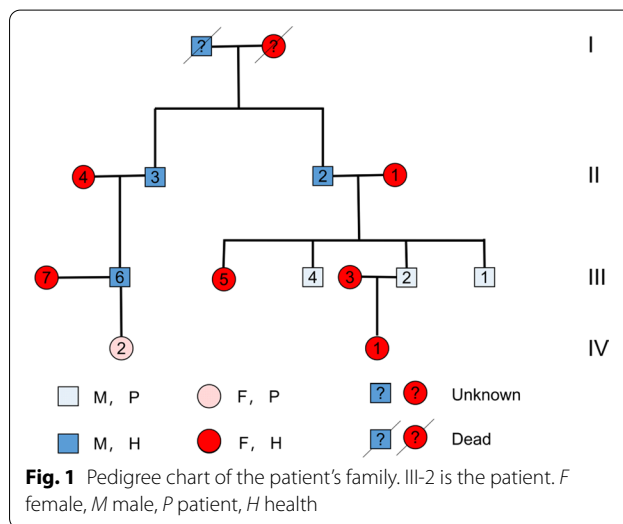 ? ? I
4 3 2 1 II
7 6 5 4 3 2 1 III
2 1 IV
M, P F, P ? ? Unknown
M, H F, H ? ? Dead
Fig. 1 Pedigree chart of the patient's family. III-2 is the patient. F
female, M male, P patient, H health